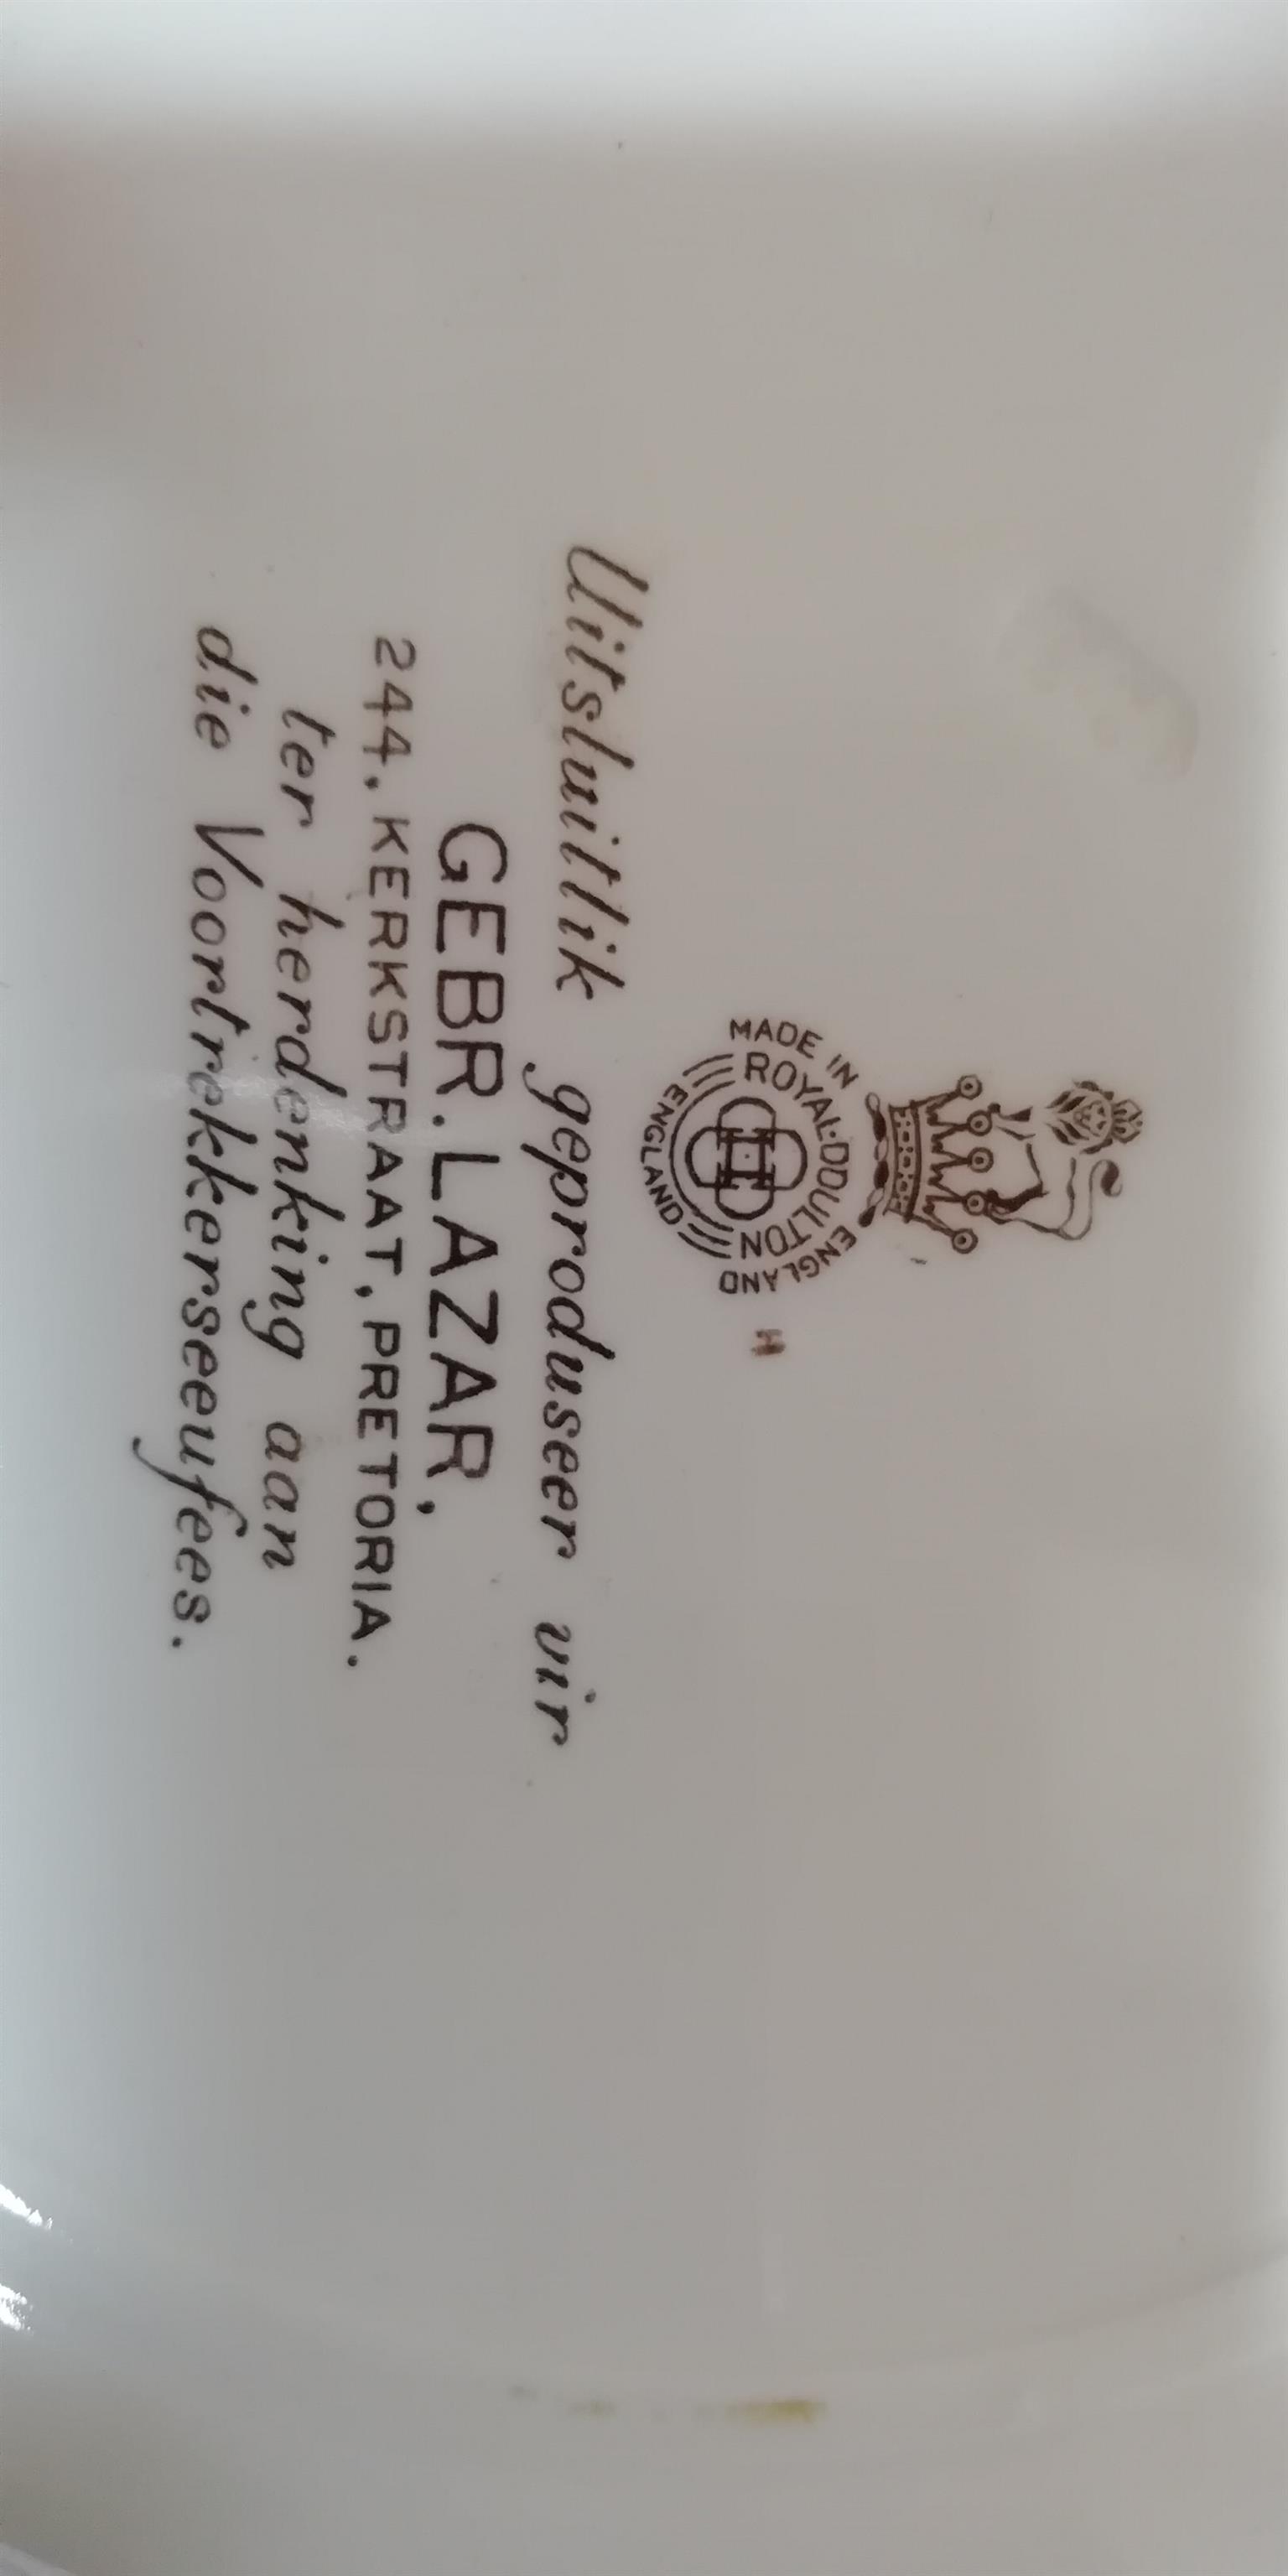 MADE IN ENGLAND
ROYAL·DOULTON
ENGLAND
H
Uitsluitlik geproduseer vir
GEBR. LAZAR,
244, KERKSTRAAT, PRETORIA.
ter herdenking aan
die Voortrekkerseeufees.